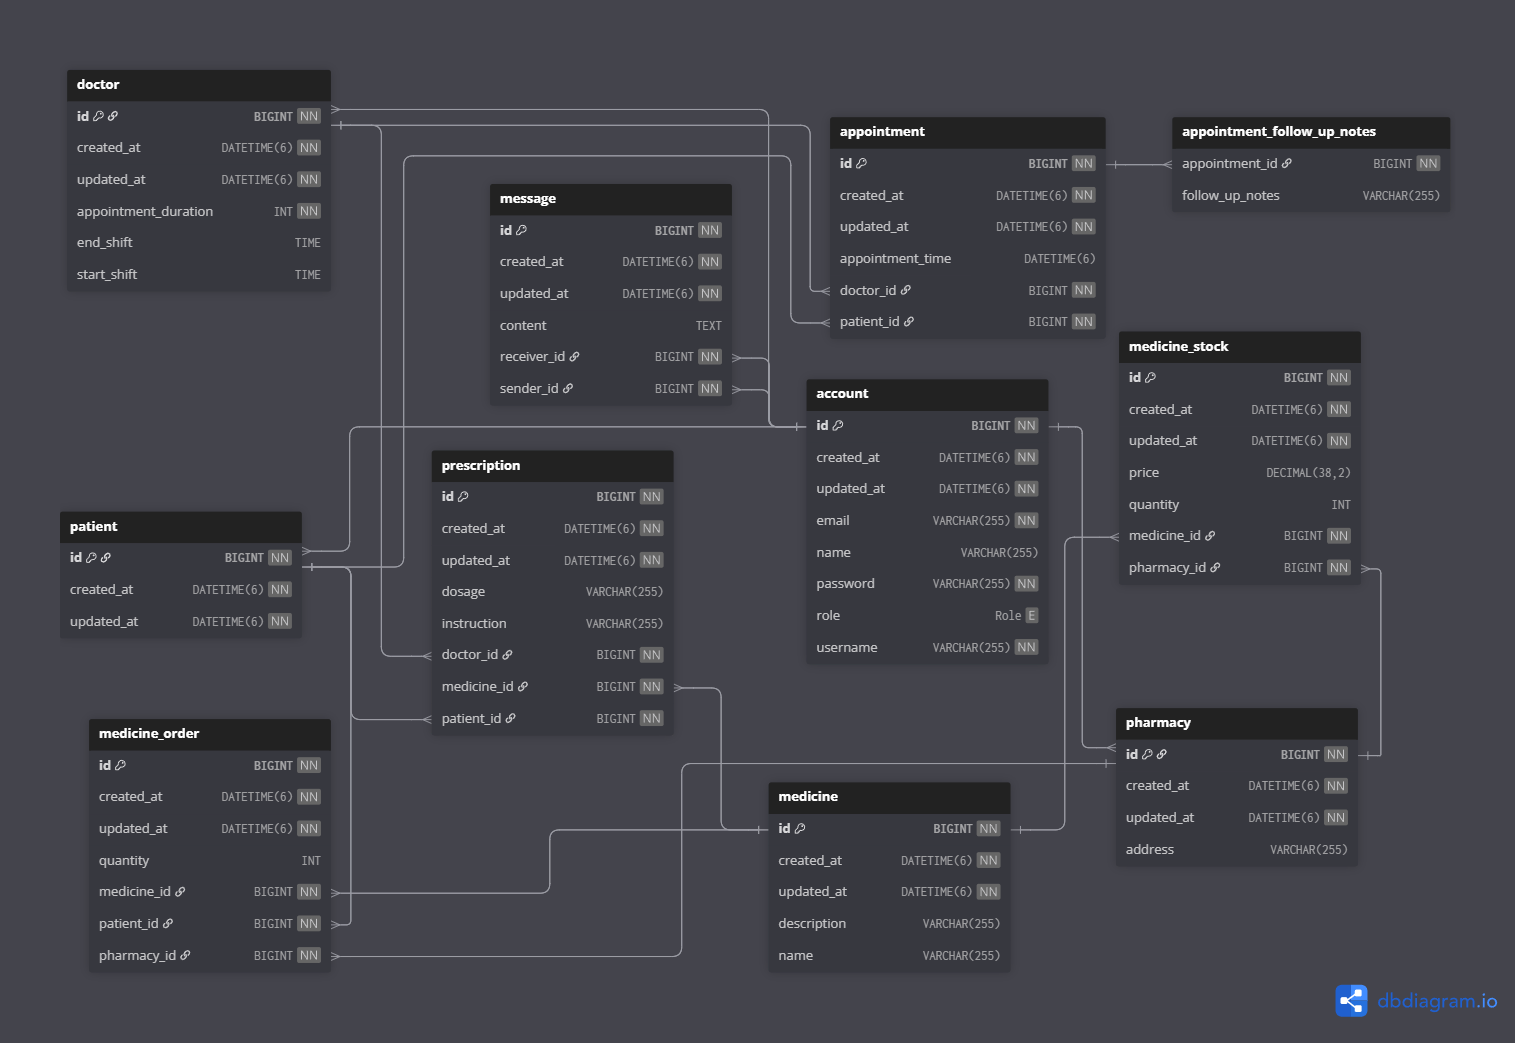 doctor
id BIGINT NN
created_at DATETIME(6) NN
updated_at DATETIME(6) NN
appointment_duration INT NN
end_shift TIME
start_shift TIME
message
id BIGINT NN
created_at DATETIME(6) NN
updated_at DATETIME(6) NN
content TEXT
receiver_id BIGINT NN
sender_id BIGINT NN
appointment
id BIGINT NN
created_at DATETIME(6) NN
updated_at DATETIME(6) NN
appointment_time DATETIME(6)
doctor_id BIGINT NN
patient_id BIGINT NN
appointment_follow_up_notes
appointment_id BIGINT NN
follow_up_notes VARCHAR(255)
medicine_stock
id BIGINT NN
created_at DATETIME(6) NN
updated_at DATETIME(6) NN
price DECIMAL(38,2)
quantity INT
medicine_id BIGINT NN
pharmacy_id BIGINT NN
account
id BIGINT NN
created_at DATETIME(6) NN
updated_at DATETIME(6) NN
email VARCHAR(255) NN
name VARCHAR(255)
password VARCHAR(255) NN
role Role E
username VARCHAR(255) NN
prescription
id BIGINT NN
created_at DATETIME(6) NN
updated_at DATETIME(6) NN
dosage VARCHAR(255)
instruction VARCHAR(255)
doctor_id BIGINT NN
medicine_id BIGINT NN
patient_id BIGINT NN
patient
id BIGINT NN
created_at DATETIME(6) NN
updated_at DATETIME(6) NN
medicine_order
id BIGINT NN
created_at DATETIME(6) NN
updated_at DATETIME(6) NN
quantity INT
medicine_id BIGINT NN
patient_id BIGINT NN
pharmacy_id BIGINT NN
medicine
id BIGINT NN
created_at DATETIME(6) NN
updated_at DATETIME(6) NN
description VARCHAR(255)
name VARCHAR(255)
pharmacy
id BIGINT NN
created_at DATETIME(6) NN
updated_at DATETIME(6) NN
address VARCHAR(255)
dbdiagram.io